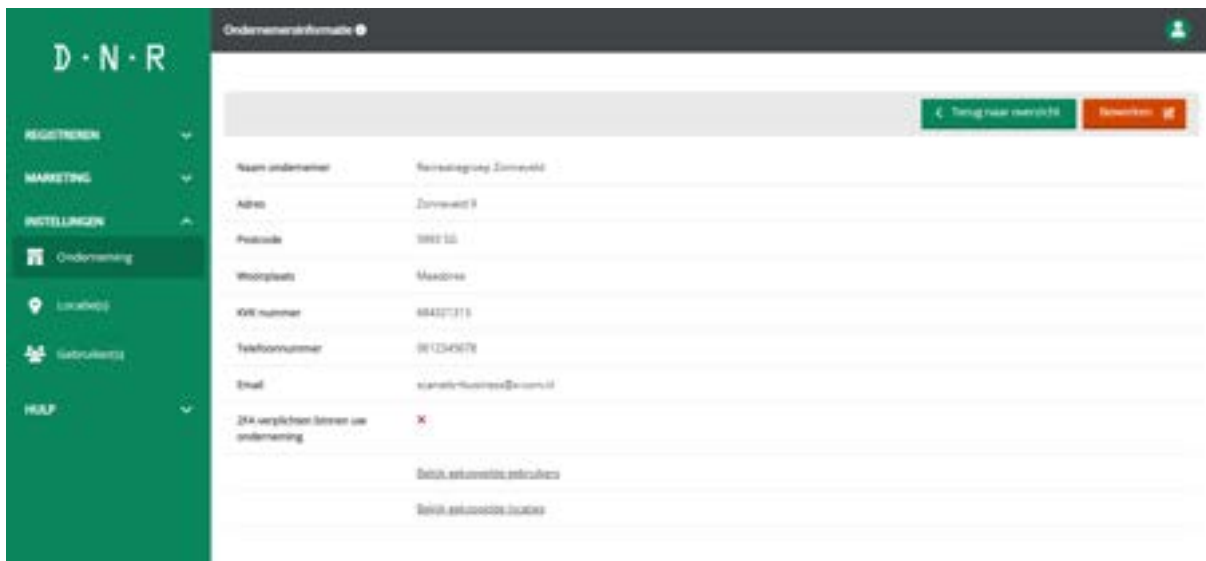 Ondernemersinformatie
D·N·R
Terug naar overzicht
Bewerken
REGISTREREN
MARKETING
INSTELLINGEN
Onderneming
Locatie(s)
Gebruiker(s)
HULP
Naam ondernemer Recreatiegroep Zonneveld
Adres Zonneveld 9
Postcode
Woonplaats Maasbree
KVK nummer
Telefoonnummer 0612345678
Email
2FA verplichten binnen uw
onderneming
Bekijk gekoppelde gebruikers
Bekijk gekoppelde locaties